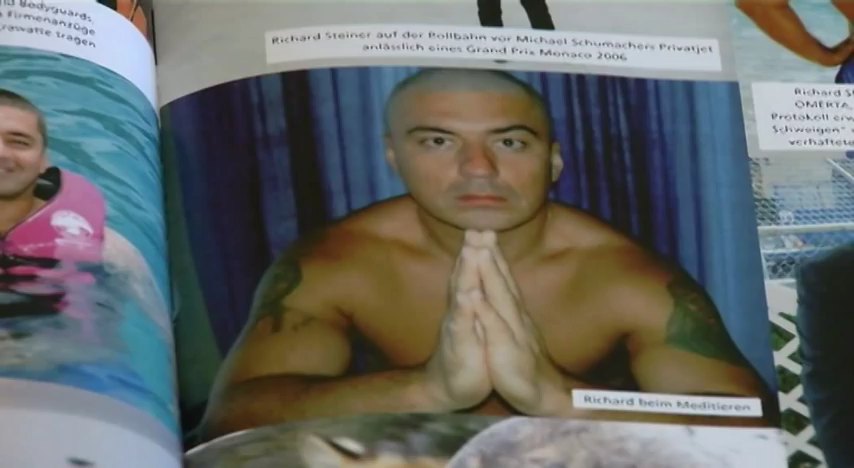 Bodyguards,
Firmenanzüge
Krawatte tragen
Richard Steiner auf der Rollbahn vor Michael Schumachers Privatjet
anlässlich eines Grand Prix Monaco 2006
Richard
OMERTA,
Protokoll
Schweigen"
Richard beim Meditieren